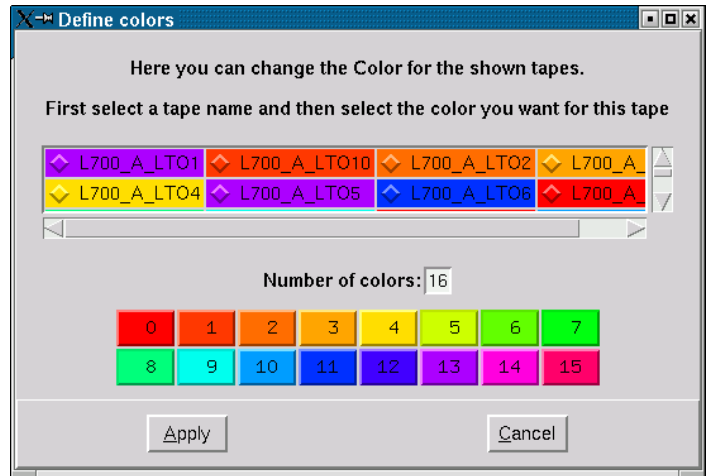 Define colors
Here you can change the Color for the shown tapes.
First select a tape name and then select the color you want for this tape
L700_A_LTO1 L700_A_LTO10 L700_A_LTO2 L700_A_
L700_A_LTO4 L700_A_LTO5 L700_A_LTO6 L700_A_
Number of colors: 16
0 1 2 3 4 5 6 7
8 9 10 11 12 13 14 15
Apply Cancel